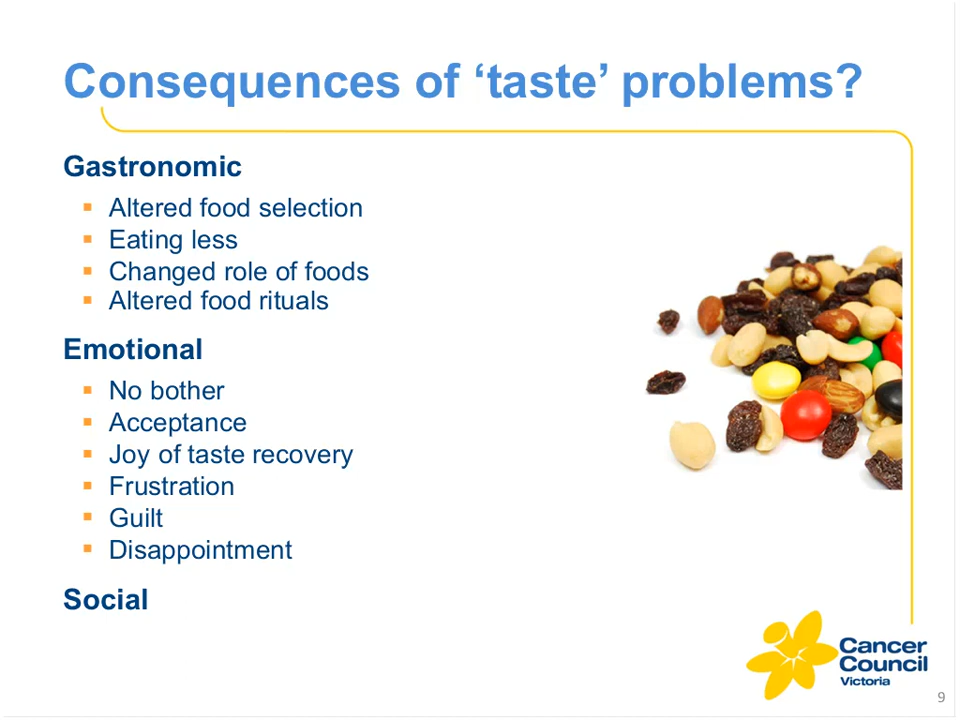 Consequences of ‘taste’ problems?
Gastronomic
▪ Altered food selection
▪ Eating less
▪ Changed role of foods
▪ Altered food rituals
Emotional
▪ No bother
▪ Acceptance
▪ Joy of taste recovery
▪ Frustration
▪ Guilt
▪ Disappointment
Social
Cancer
Council
Victoria
9